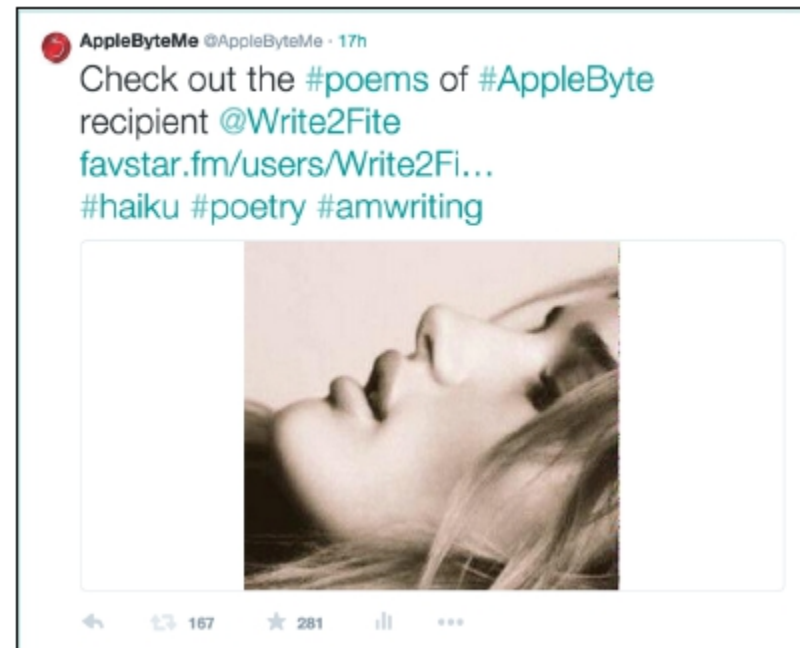 AppleByteMe @AppleByteMe · 17h
Check out the #poems of #AppleByte
recipient @Write2Fite
favstar.fm/users/Write2Fi...
#haiku #poetry #amwriting
167 281